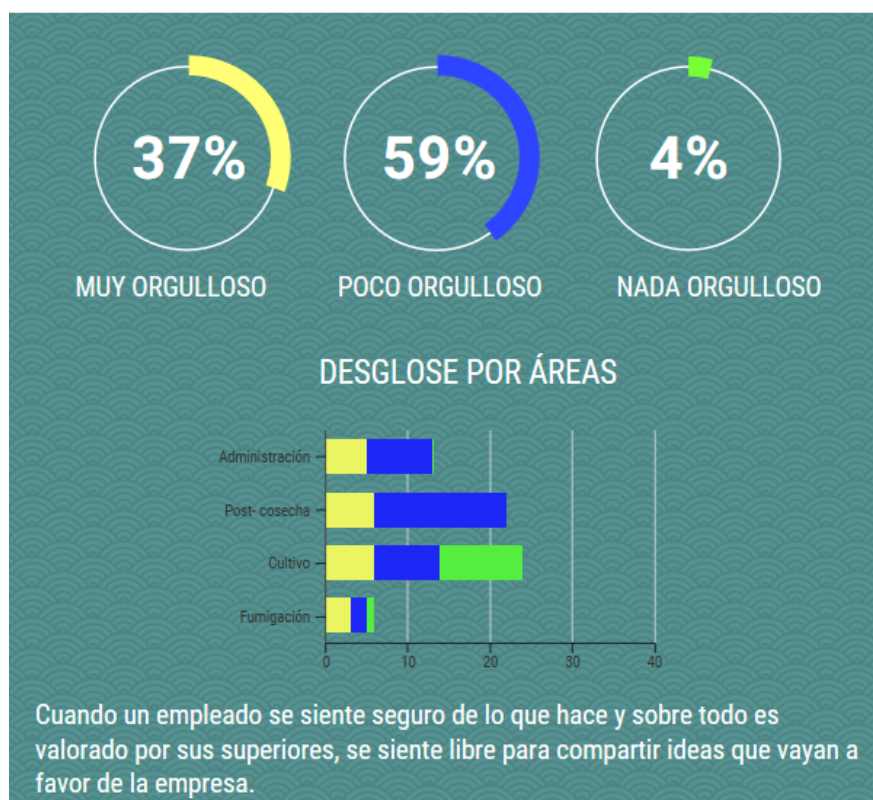 37% 59% 4%
MUY ORGULLOSO POCO ORGULLOSO NADA ORGULLOSO
DESGLOSE POR ÁREAS
Administración
Post- cosecha
Cultivo
Fumigación
0 10 20 30 40
Cuando un empleado se siente seguro de lo que hace y sobre todo es
valorado por sus superiores, se siente libre para compartir ideas que vayan a
favor de la empresa.